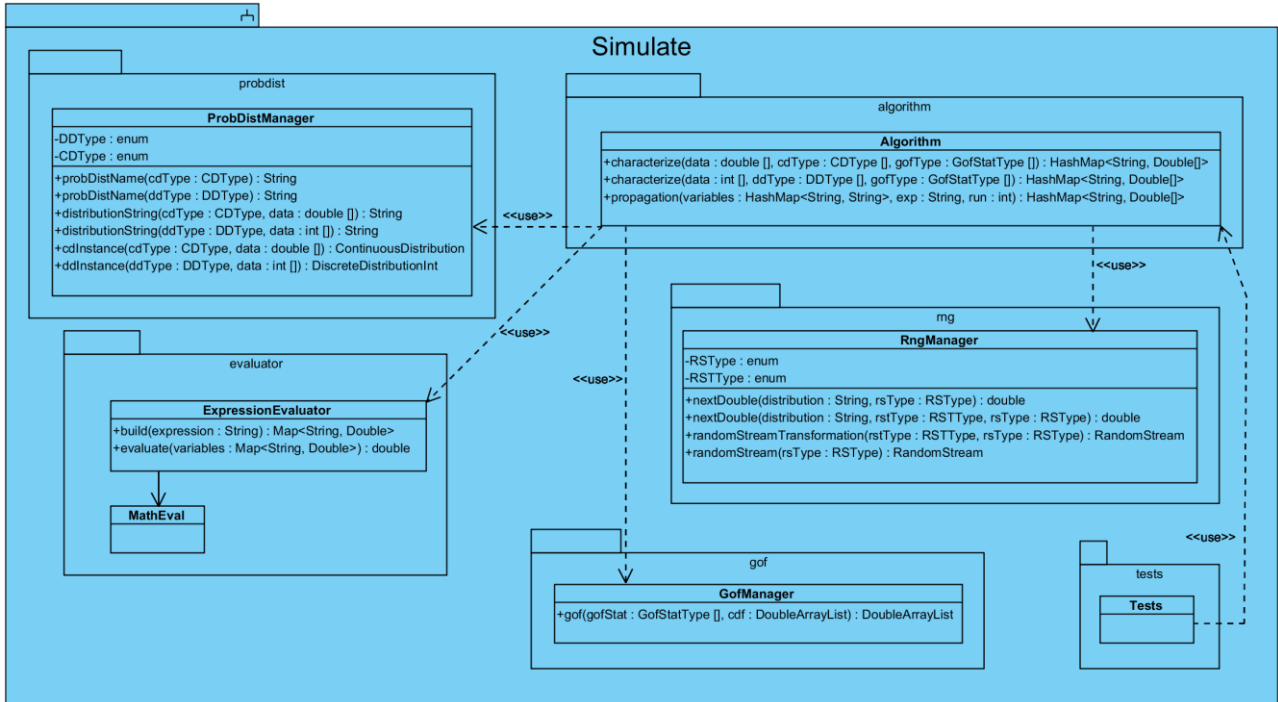 Simulate
probdist
ProbDistManager
-DDType : enum
-CDType : enum
+probDistName(cdType : CDType) : String
+probDistName(ddType : DDType) : String
+distributionString(cdType : CDType, data : double []) : String
+distributionString(ddType : DDType, data : int []) : String
+cdInstance(cdType : CDType, data : double []) : ContinuousDistribution
+ddInstance(ddType : DDType, data : int []) : DiscreteDistributionInt
algorithm
Algorithm
+characterize(data : double [], cdType : CDType [], gofType : GofStatType []) : HashMap<String, Double[]>
+characterize(data : int [], ddType : DDType [], gofType : GofStatType []) : HashMap<String, Double[]>
+propagation(variables : HashMap<String, String>, exp : String, run : int) : HashMap<String, Double[]>
<<use>>
<<use>>
<<use>>
<<use>>
<<use>>
evaluator
ExpressionEvaluator
+build(expression : String) : Map<String, Double>
+evaluate(variables : Map<String, Double>) : double
MathEval
rng
RngManager
-RSType : enum
-RSTType : enum
+nextDouble(distribution : String, rsType : RSType) : double
+nextDouble(distribution : String, rstType : RSTType, rsType : RSType) : double
+randomStreamTransformation(rstType : RSTType, rsType : RSType) : RandomStream
+randomStream(rsType : RSType) : RandomStream
gof
GofManager
+gof(gofStat : GofStatType [], cdf : DoubleArrayList) : DoubleArrayList
tests
Tests